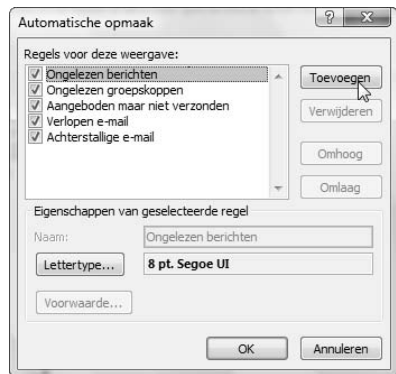 Automatische opmaak
Regels voor deze weergave:
Ongelezen berichten
Ongelezen groepskoppen
Aangeboden maar niet verzonden
Verlopen e-mail
Achterstallige e-mail
Toevoegen
Verwijderen
Omhoog
Omlaag
Eigenschappen van geselecteerde regel
Naam: Ongelezen berichten
Lettertype... 8 pt. Segoe UI
Voorwaarde...
OK Annuleren